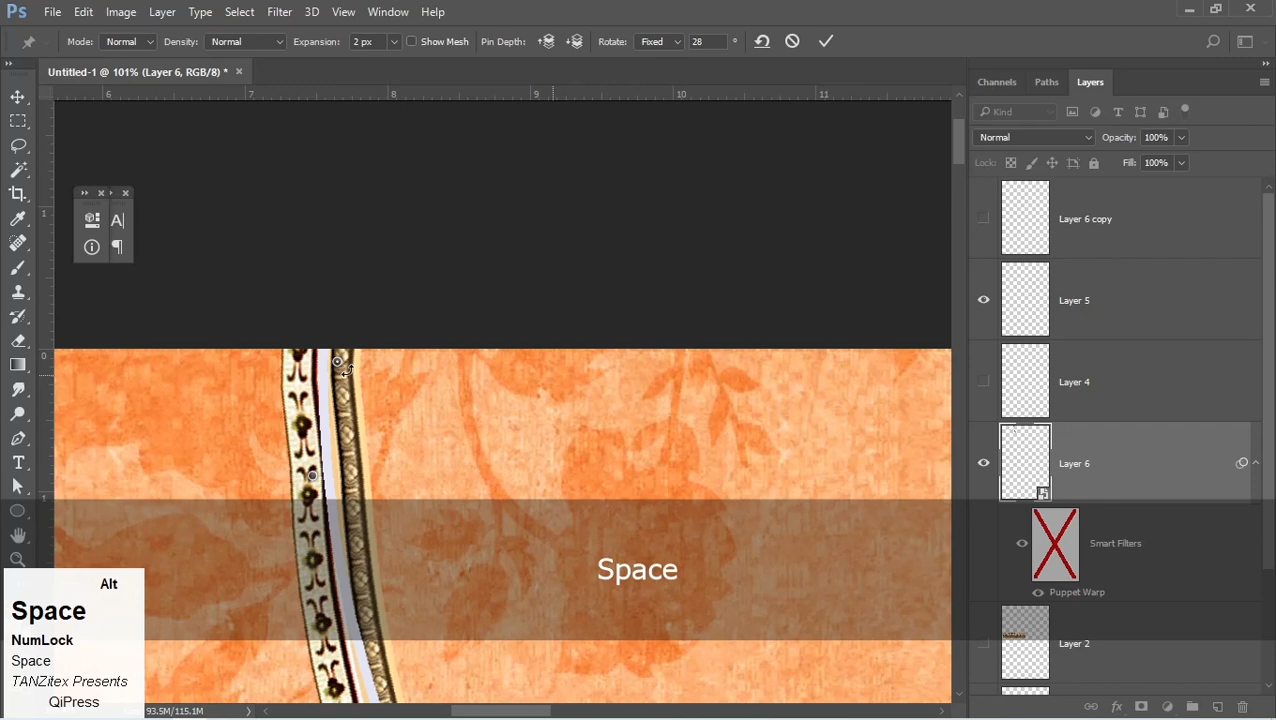 Ps File Edit Image Layer Type Select Filter 3D View Window Help
Mode: Normal Density: Normal Expansion: 2 px Show Mesh Pin Depth: Rotate: Fixed 28 °
Untitled-1 @ 101% (Layer 6, RGB/8) *
Channels Paths Layers
6 7 8 9 10 11
Kind
Normal Opacity: 100%
Lock: Fill: 100%
1
A
Layer 6 copy
Layer 5
0
Layer 4
Layer 6
1
Smart Filters
Space
Alt
Puppet Warp
Space
NumLock
Layer 2
Space
TANZitex Presents
QiPress
93.5M/115.1M
fx